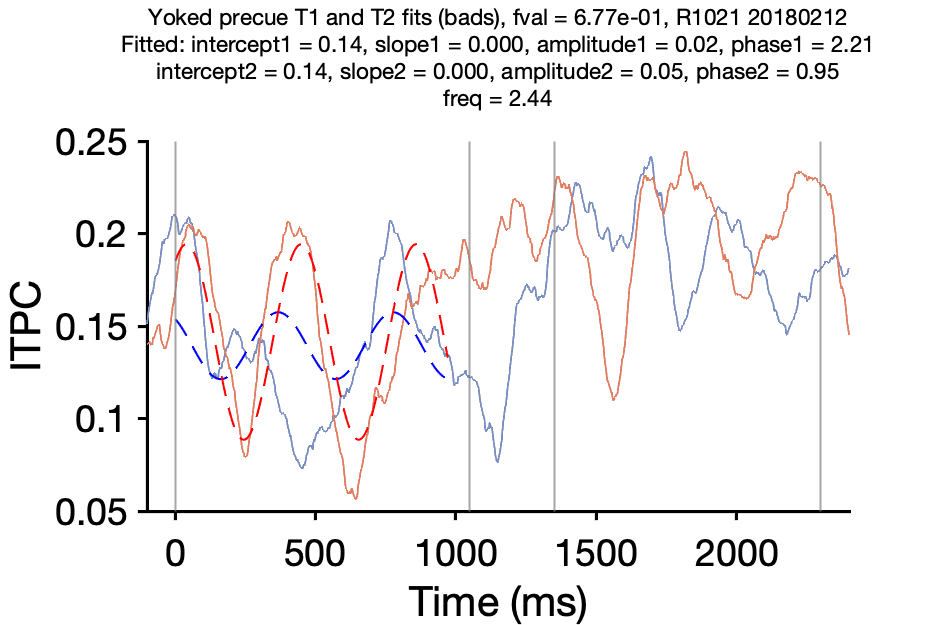 Yoked precue T1 and T2 fits (bads), fval = 6.77e-01, R1021 20180212
Fitted: intercept1 = 0.14, slope1 = 0.000, amplitude1 = 0.02, phase1 = 2.21
intercept2 = 0.14, slope2 = 0.000, amplitude2 = 0.05, phase2 = 0.95
freq = 2.44
0.25
0.2
0.15
0.1
0.05
ITPC
0 500 1000 1500 2000
Time (ms)